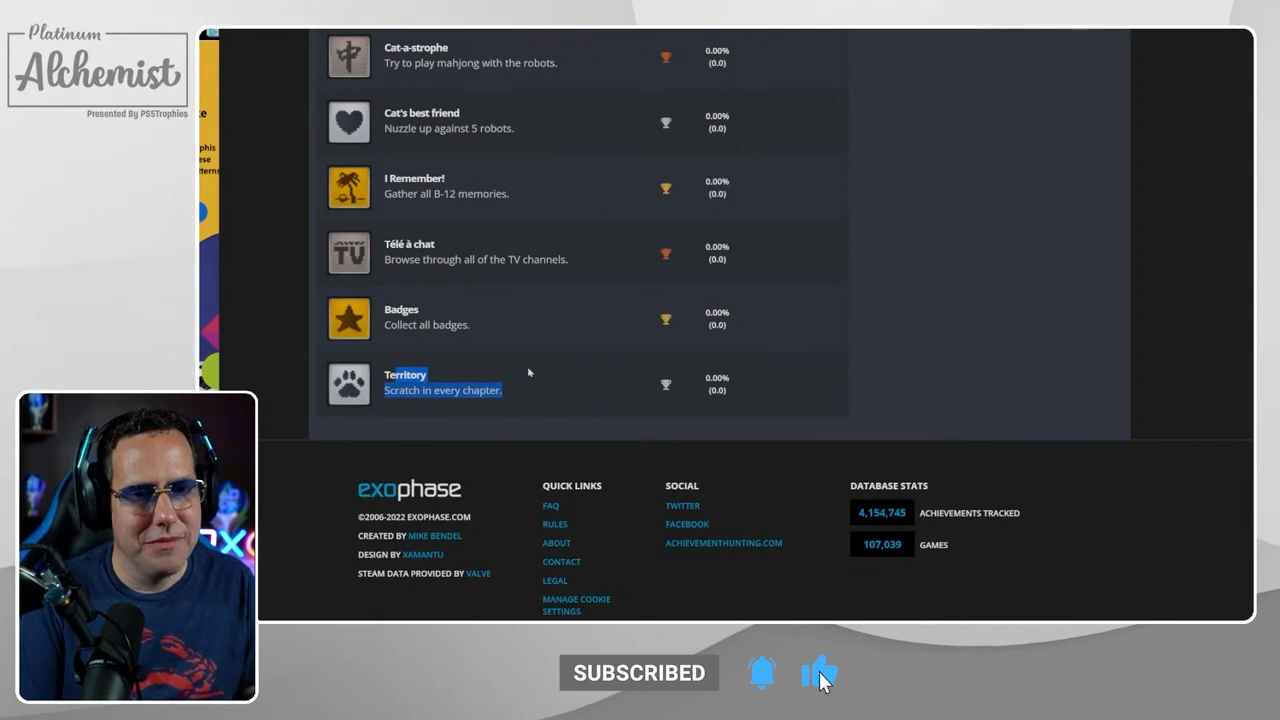 Platinum
Alchemist
Presented By PS5Trophies
ke
phis
ese
tterns
Cat-a-strophe
Try to play mahjong with the robots.
0.00%
(0.0)
Cat's best friend
Nuzzle up against 5 robots.
0.00%
(0.0)
I Remember!
Gather all B-12 memories.
0.00%
(0.0)
TV
Télé à chat
Browse through all of the TV channels.
0.00%
(0.0)
Badges
Collect all badges.
0.00%
(0.0)
Territory
Scratch in every chapter.
0.00%
(0.0)
exophase
©2006-2022 EXOPHASE.COM
CREATED BY MIKE BENDEL
DESIGN BY XAMANTU
STEAM DATA PROVIDED BY VALVE
QUICK LINKS
FAQ
RULES
ABOUT
CONTACT
LEGAL
MANAGE COOKIE
SETTINGS
SOCIAL
TWITTER
FACEBOOK
ACHIEVEMENTHUNTING.COM
DATABASE STATS
4,154,745 ACHIEVEMENTS TRACKED
107,039 GAMES
SUBSCRIBED